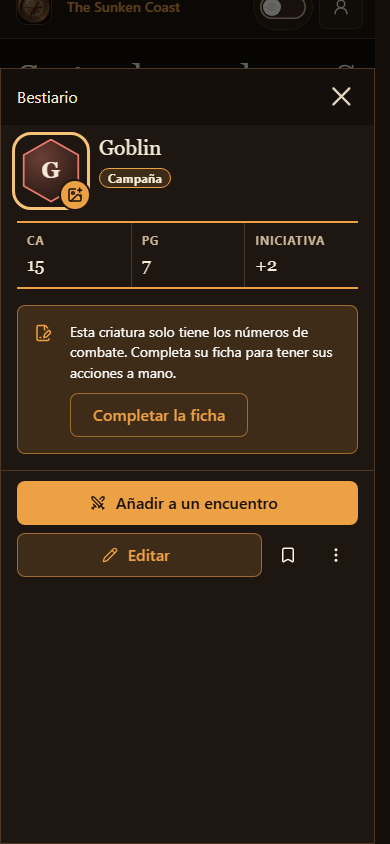 The Sunken Coast
Bestiario
G
Goblin
Campaña
CA
PG
INICIATIVA
15
7
+2
Esta criatura solo tiene los números de
combate. Completa su ficha para tener sus
acciones a mano.
Completar la ficha
Añadir a un encuentro
Editar